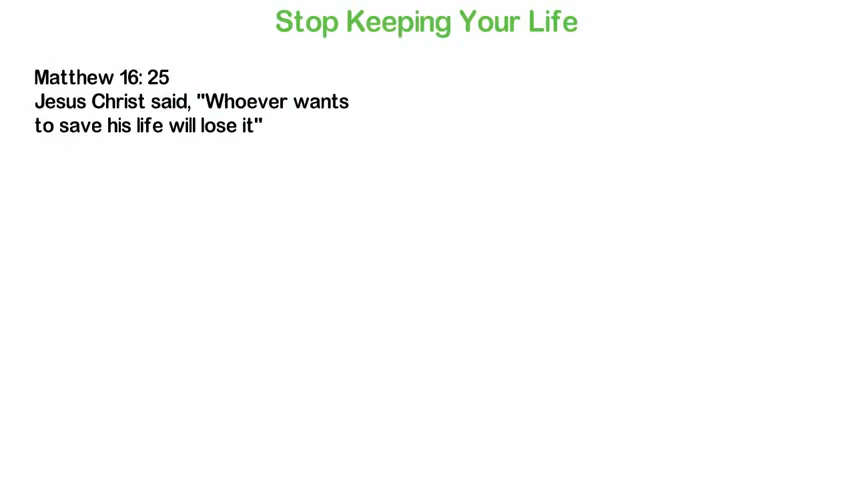 Stop Keeping Your Life
Matthew 16: 25
Jesus Christ said, "Whoever wants
to save his life will lose it"